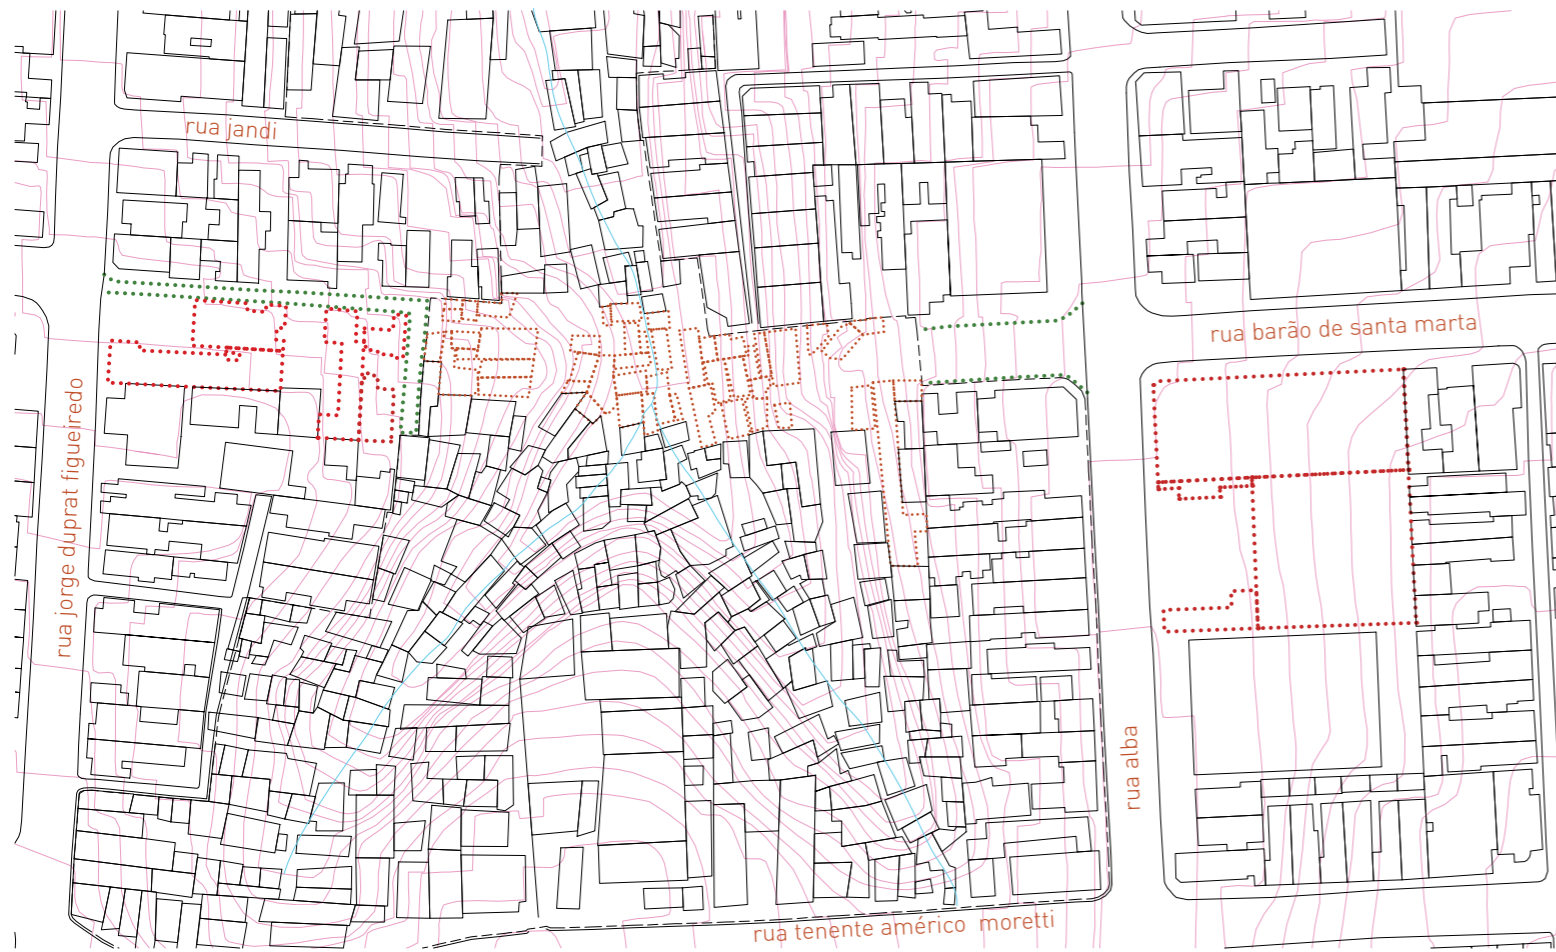 rua jandi
rua barão de santa marta
rua jorge duprat figueiredo
rua alba
rua tenente américo moretti